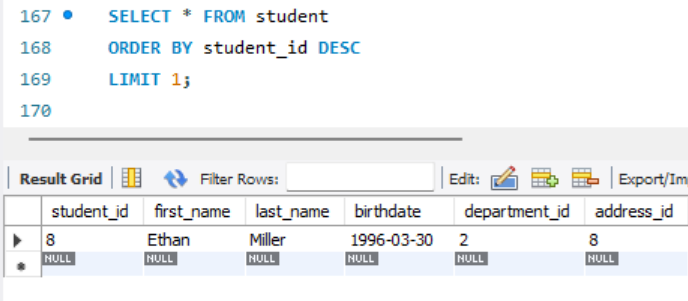 167 SELECT * FROM student
168 ORDER BY student_id DESC
169 LIMIT 1;
170
Result Grid Filter Rows: Edit: Export/Im
student_id first_name last_name birthdate department_id address_id
8 Ethan Miller 1996-03-30 2 8
NULL NULL NULL NULL NULL NULL